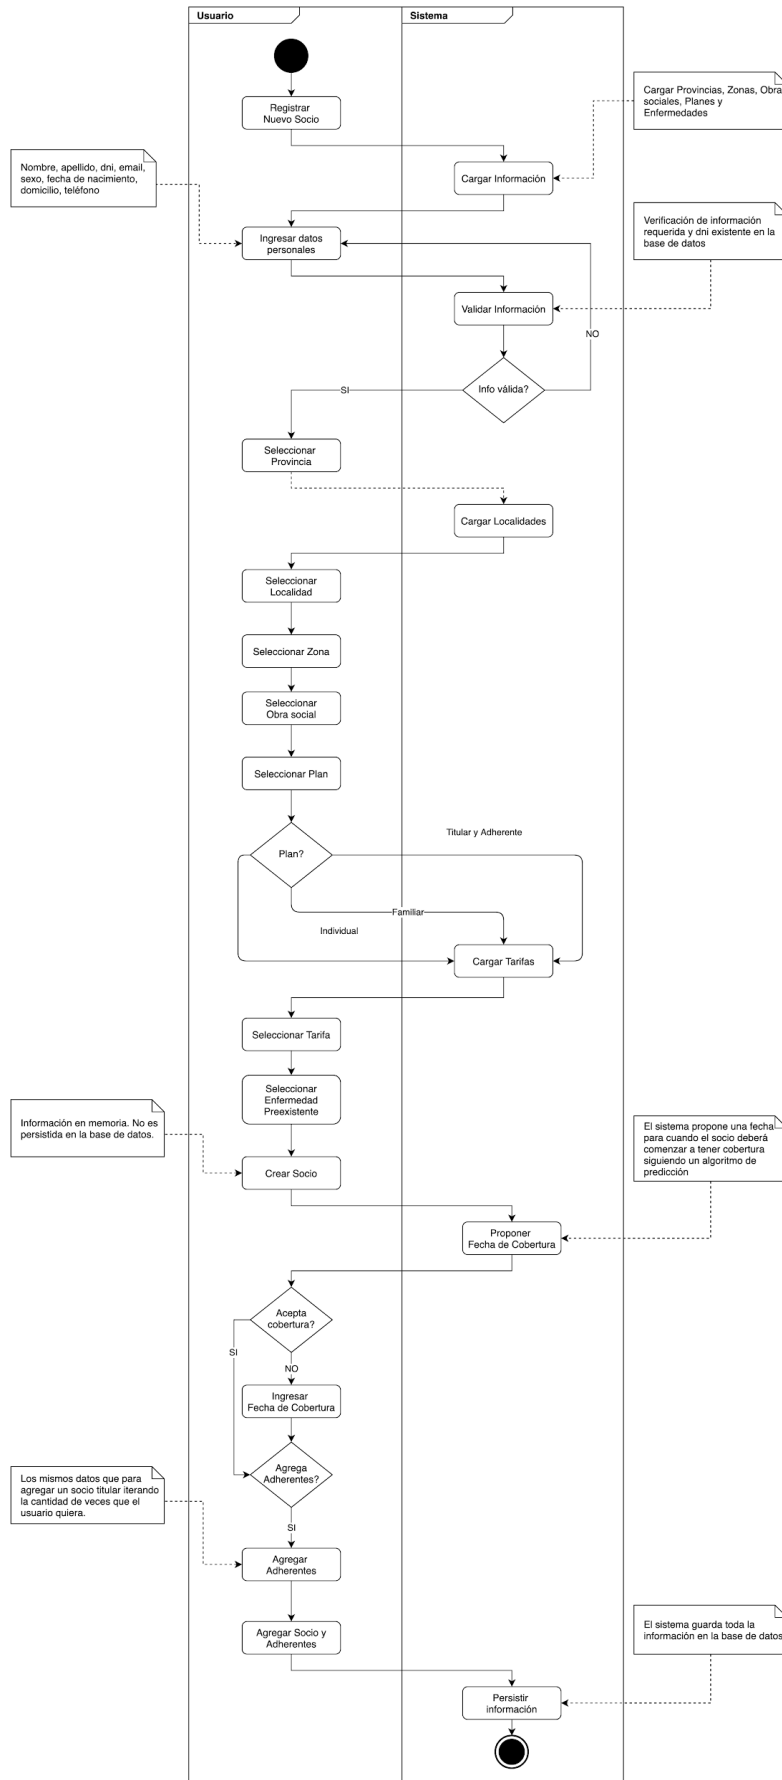 Usuario
Sistema
Registrar
Nuevo Socio
Cargar Provincias, Zonas, Obra
sociales, Planes y
Enfermedades
Nombre, apellido, dni, email,
sexo, fecha de nacimiento,
domicilio, teléfono
Cargar Información
Verificación de información
requerida y dni existente en la
base de datos
Ingresar datos
personales
Validar Información
NO
Info válida?
SI
Seleccionar
Provincia
Cargar Localidades
Seleccionar
Localidad
Seleccionar Zona
Seleccionar
Obra social
Seleccionar Plan
Titular y Adherente
Plan?
Familiar
Individual
Cargar Tarifas
Seleccionar Tarifa
Seleccionar
Enfermedad
Preexistente
Información en memoria. No es
persistida en la base de datos.
El sistema propone una fecha
para cuando el socio deberá
comenzar a tener cobertura
siguiendo un algoritmo de
predicción
Crear Socio
Proponer
Fecha de Cobertura
Acepta
cobertura?
SI
NO
Ingresar
Fecha de Cobertura
Agrega
Adherentes?
Los mismos datos que para
agregar un socio titular iterando
la cantidad de veces que el
usuario quiera.
SI
Agregar
Adherentes
Agregar Socio y
Adherentes
El sistema guarda toda la
información en la base de datos
Persistir
información